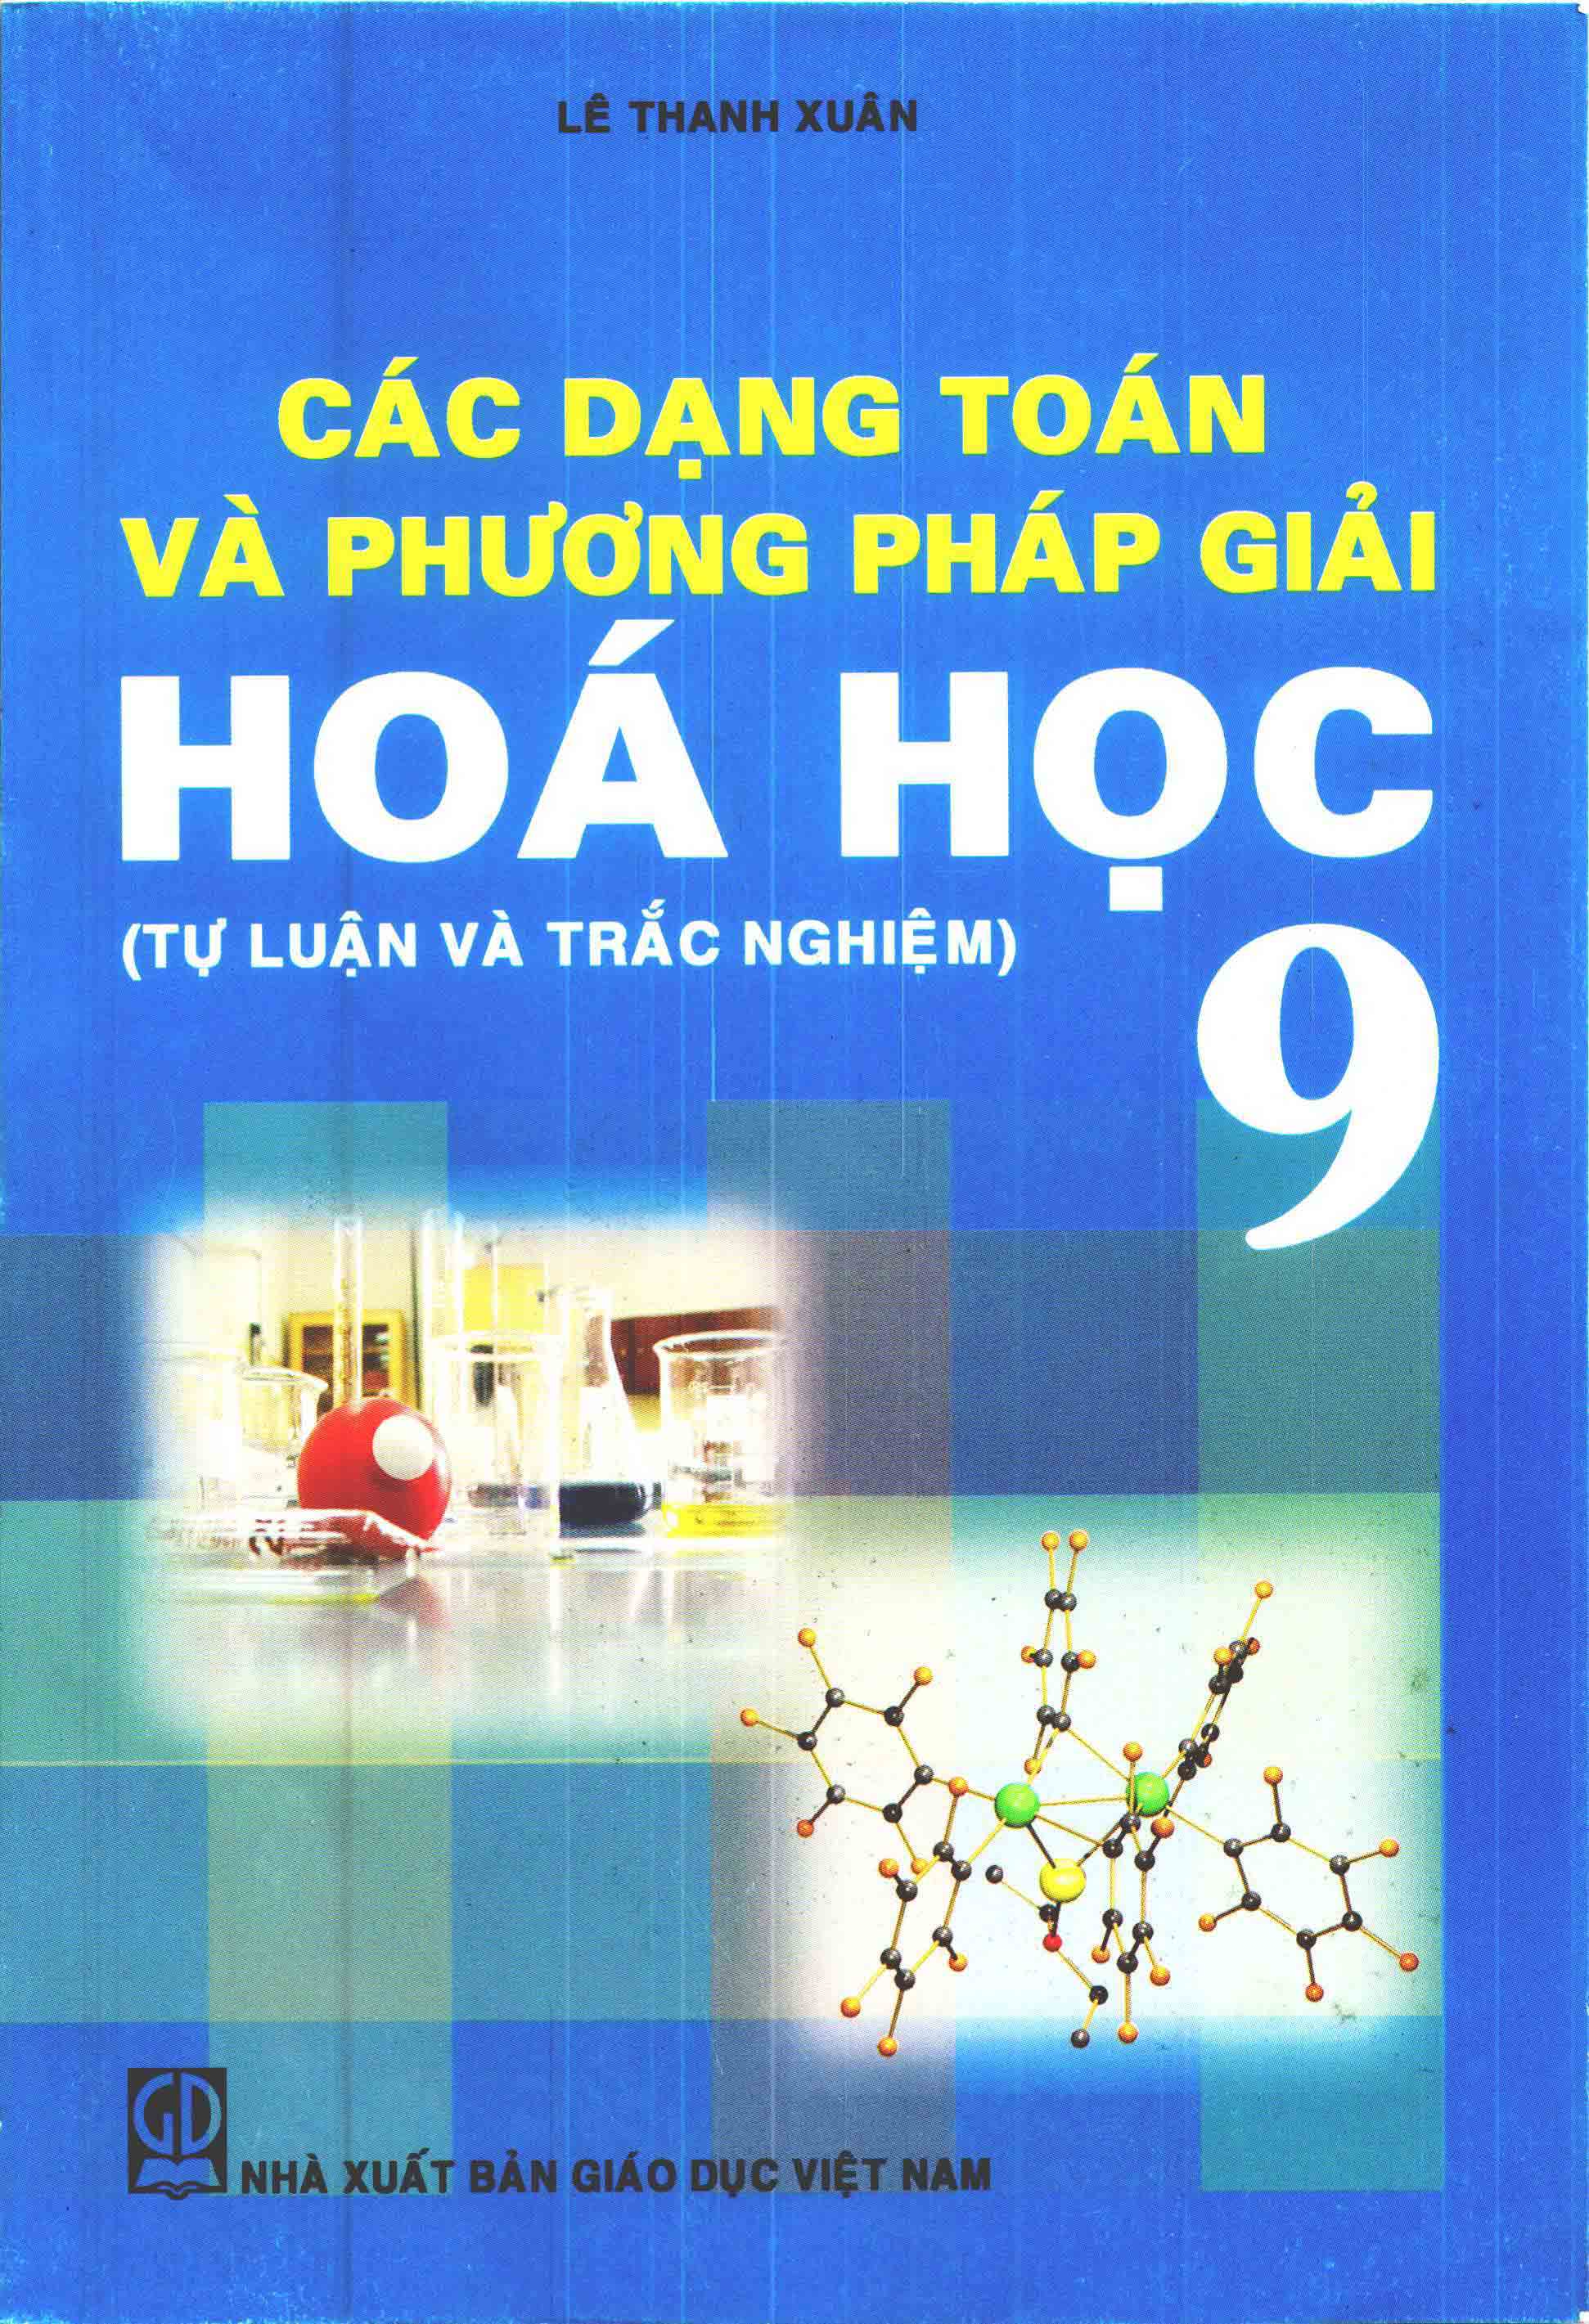 LÊ THANH XUÂN
CÁC DẠNG TOÁN
VÀ PHƯƠNG PHÁP GIẢI
HOÁ HỌC
(TỰ LUẬN VÀ TRẮC NGHIỆM)
9
GD
NHÀ XUẤT BẢN GIÁO DỤC VIỆT NAM